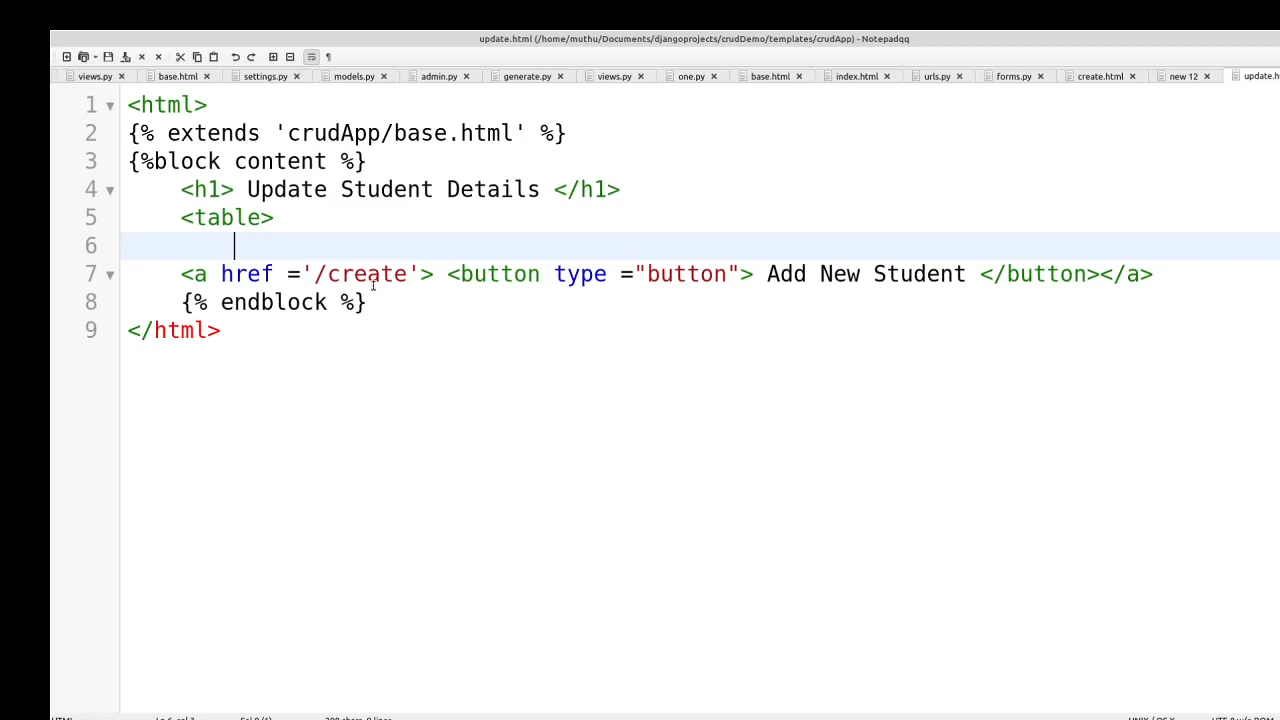 update.html (/home/muthu/Documents/djangoprojects/crudDemo/templates/crudApp) - Notepadqq
views.py base.html settings.py models.py admin.py generate.py views.py one.py base.html index.html urls.py forms.py create.html new 12 update.h
1 <html>
2 {% extends 'crudApp/base.html' %}
3 {%block content %}
4 <h1> Update Student Details </h1>
5 <table>
6
7 <a href ='/create'> <button type ="button"> Add New Student </button></a>
8 {% endblock %}
9 </html>